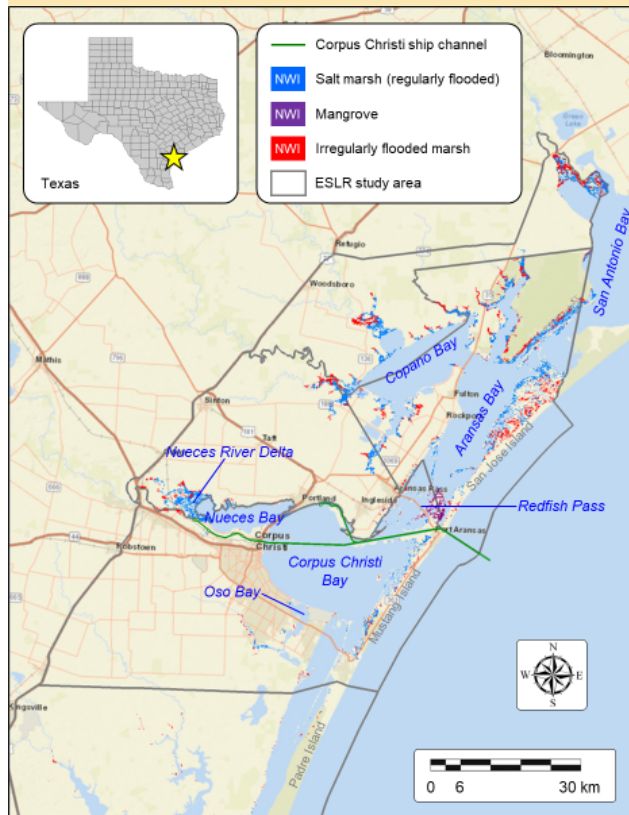 Texas
Corpus Christi ship channel
NWI Salt marsh (regularly flooded)
NWI Mangrove
NWI Irregularly flooded marsh
ESLR study area
Bloomington
San Antonio Bay
Refugio
Woodsboro
Mathis
Copano Bay
Fulton
Rockport
Aransas Bay
San Jose Island
Sinton
Taft
Nueces River Delta
Aransas Pass
Portland
Ingleside
Redfish Pass
Nueces Bay
Port Aransas
Robstown
Corpus
Christi
Corpus Christi
Bay
Oso Bay
Mustang Island
Kingsville
Padre Island
N
W E
S
0 6 30 km